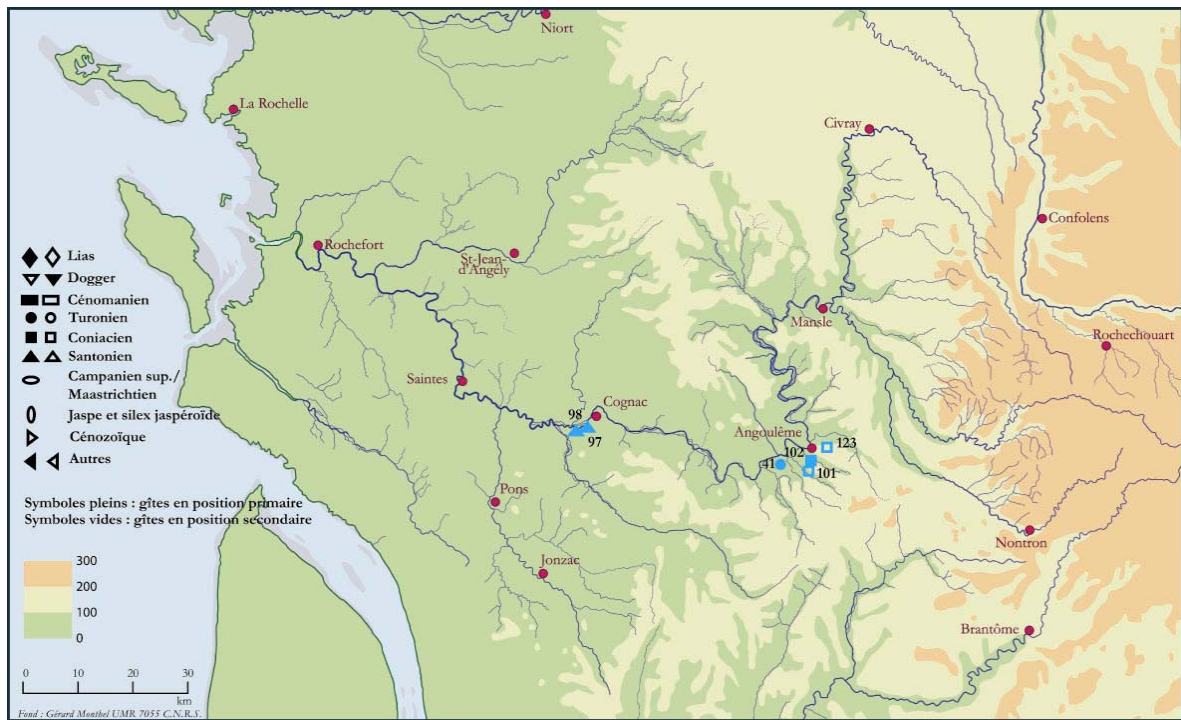 Niort
La Rochelle
Civray
Confolens
Rochefort
St-Jean-
d'Angély
Mansle
Rochechouart
Saintes
Cognac
98
97
Angoulême
123
102
41
101
Pons
Jonzac
Nontron
Brantôme
Lias
Dogger
Cénomanien
Turonien
Coniacien
Santonien
Campanien sup./
Maastrichtien
Jaspe et silex jaspéroïde
Cénozoïque
Autres
Symboles pleins : gîtes en position primaire
Symboles vides : gîtes en position secondaire
300
200
100
0
0 10 20 30
km
Fond : Gérard Monthel UMR 7055 C.N.R.S.